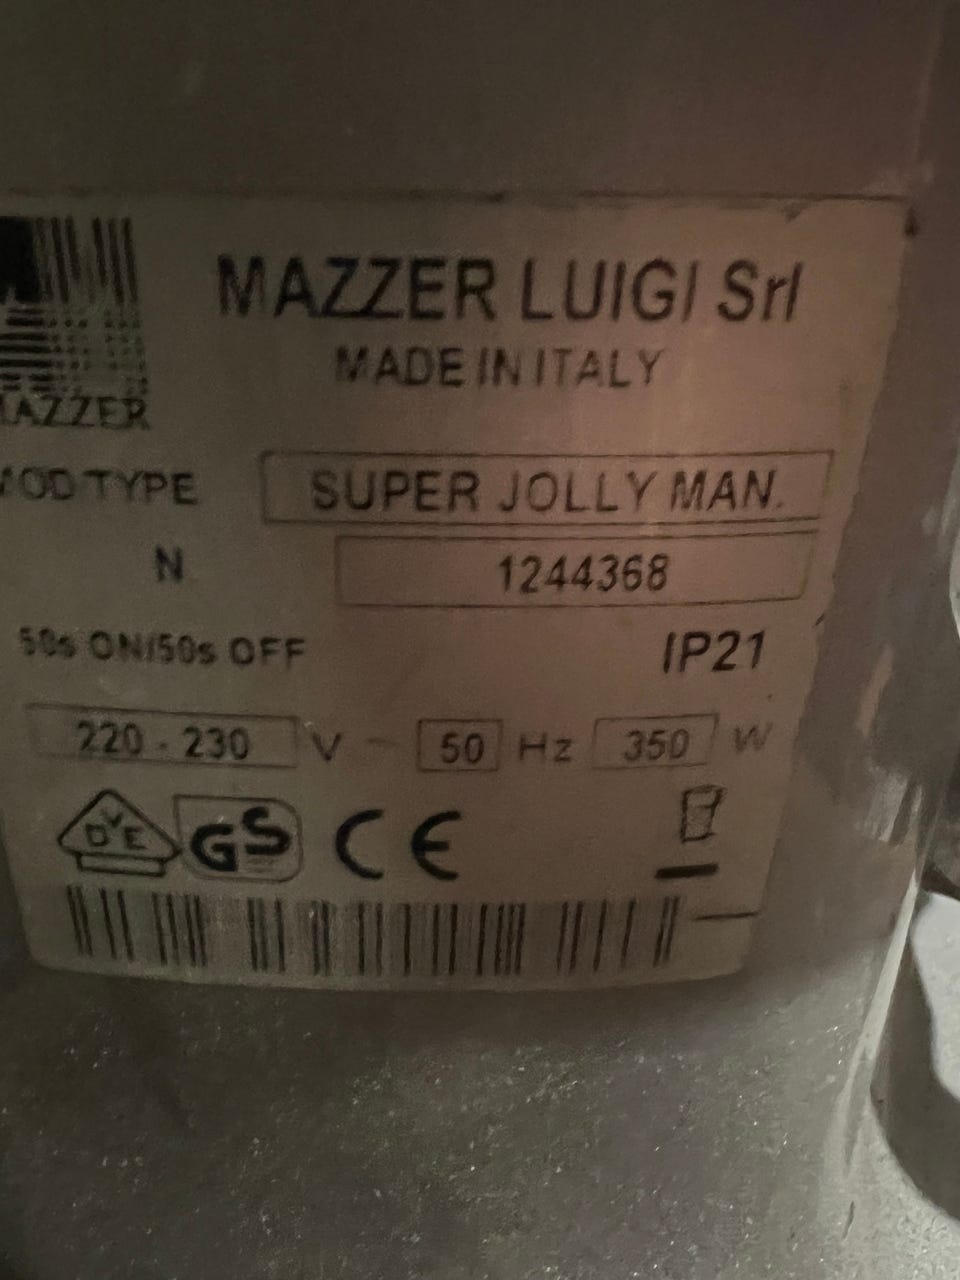 MAZZER LUIGI Srl
MADE IN ITALY
MAZZER
MOD TYPE SUPER JOLLY MAN.
N 1244368
50s ON/50s OFF IP21
220 - 230 V ~ 50 Hz 350 W
DVE GS CE